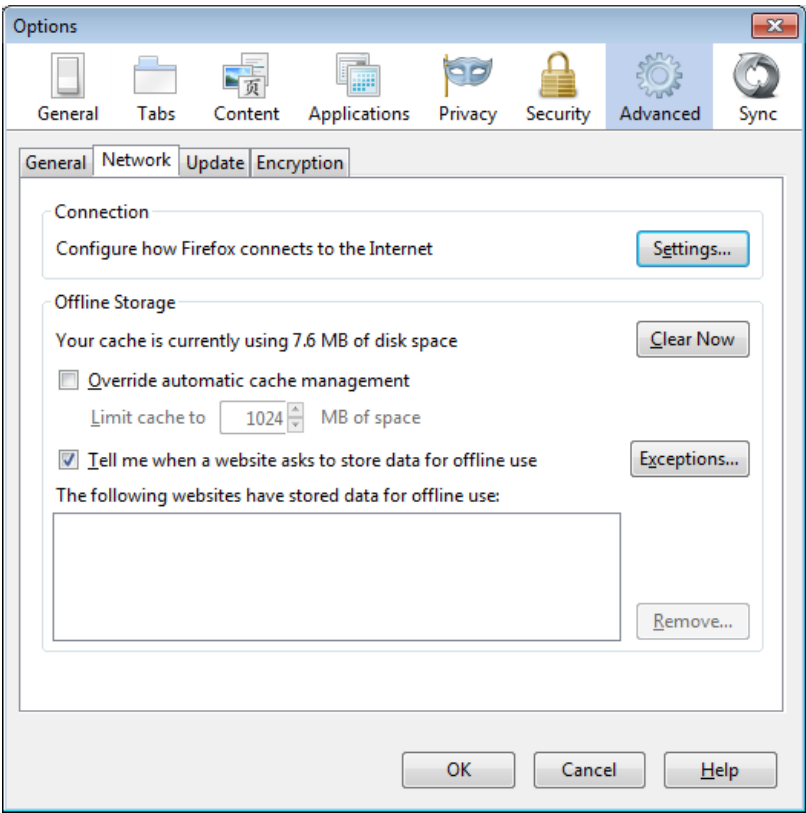 Options
General Tabs Content Applications Privacy Security Advanced Sync
页
General Network Update Encryption
Connection
Configure how Firefox connects to the Internet Settings...
Offline Storage
Your cache is currently using 7.6 MB of disk space Clear Now
Override automatic cache management
Limit cache to 1024 MB of space
Tell me when a website asks to store data for offline use Exceptions...
The following websites have stored data for offline use:
Remove...
OK Cancel Help